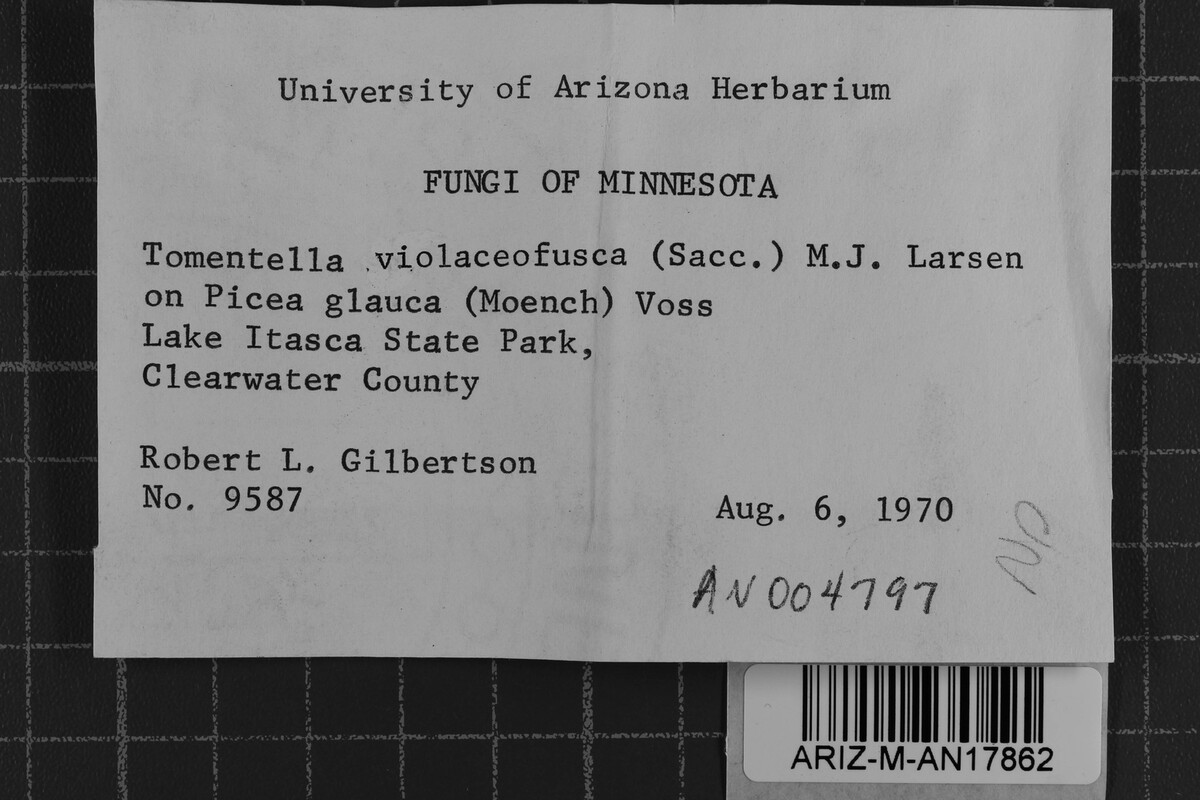 University of Arizona Herbarium
FUNGI OF MINNESOTA
Tomentella violaceofusca (Sacc.) M.J. Larsen
on Picea glauca (Moench) Voss
Lake Itasca State Park,
Clearwater County
Robert L. Gilbertson
No. 9587
Aug. 6, 1970
AN004797
ARIZ-M-AN17862